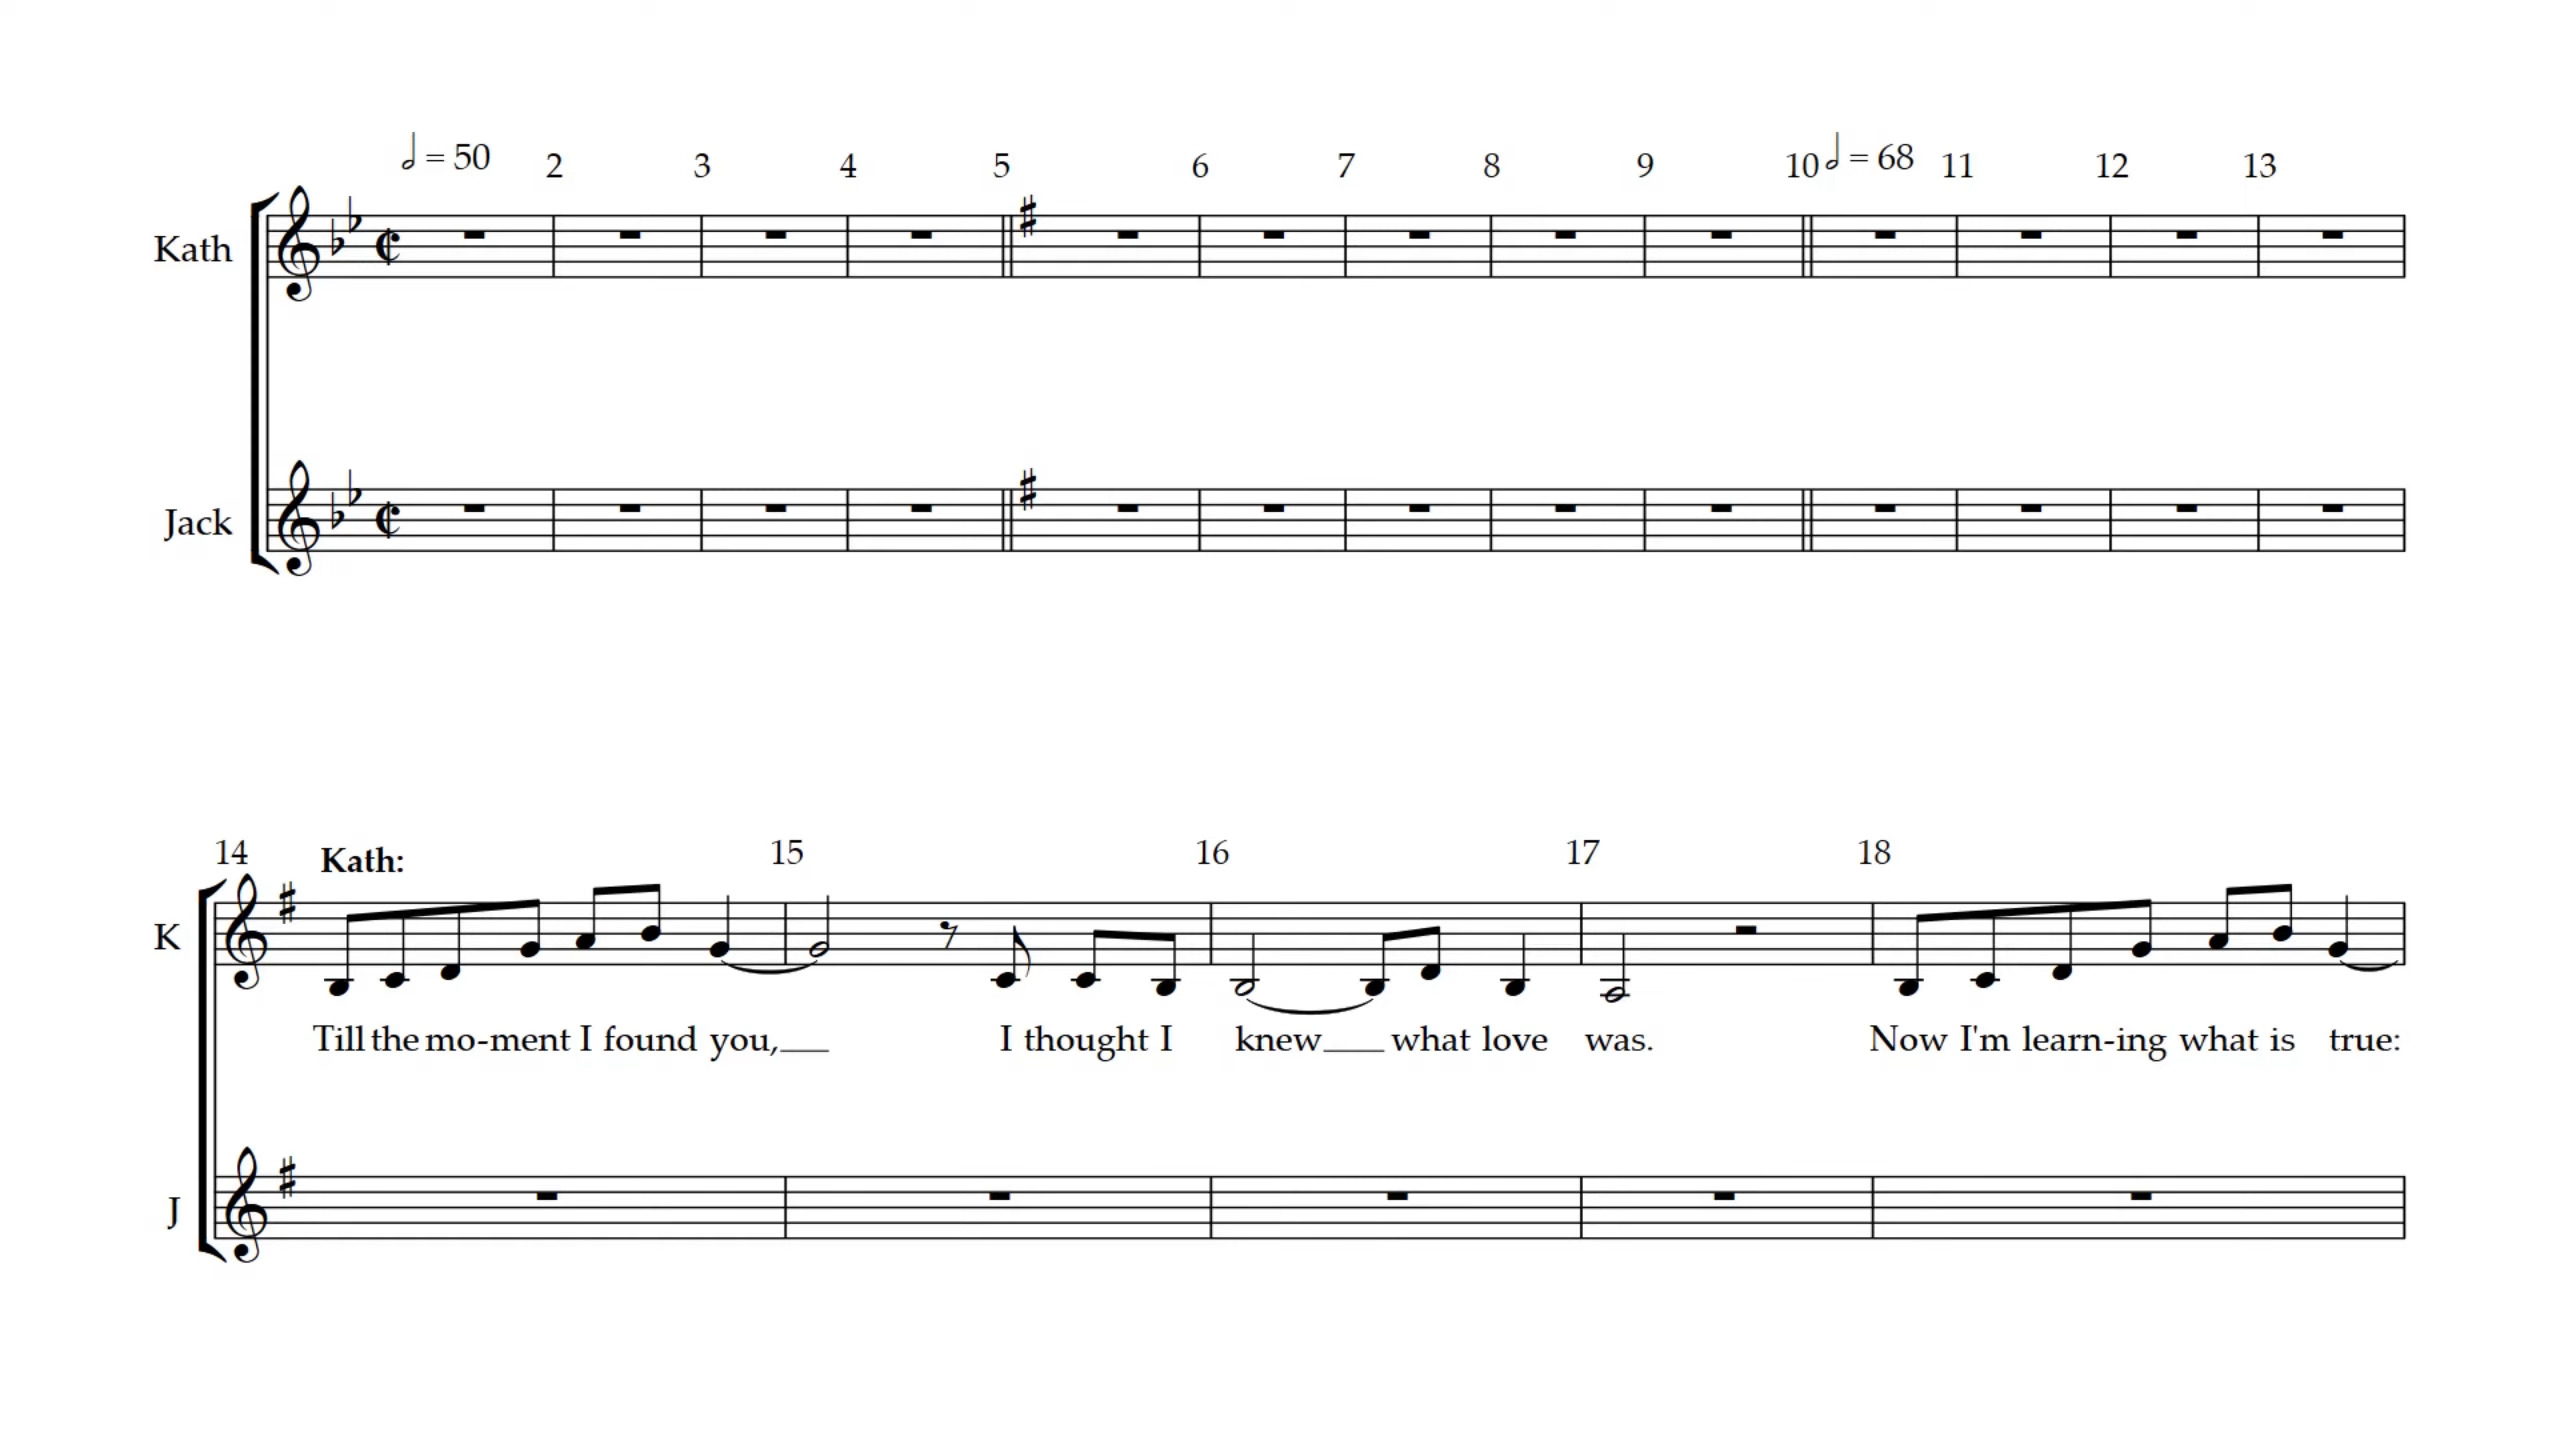 = 50 2 3 4 5 6 7 8 9 10 = 68 11 12 13
Kath
Jack
14 Kath: 15 16 17 18
K
Till the mo-ment I found you,___ I thought I knew___ what love was. Now I'm learn-ing what is true:
J